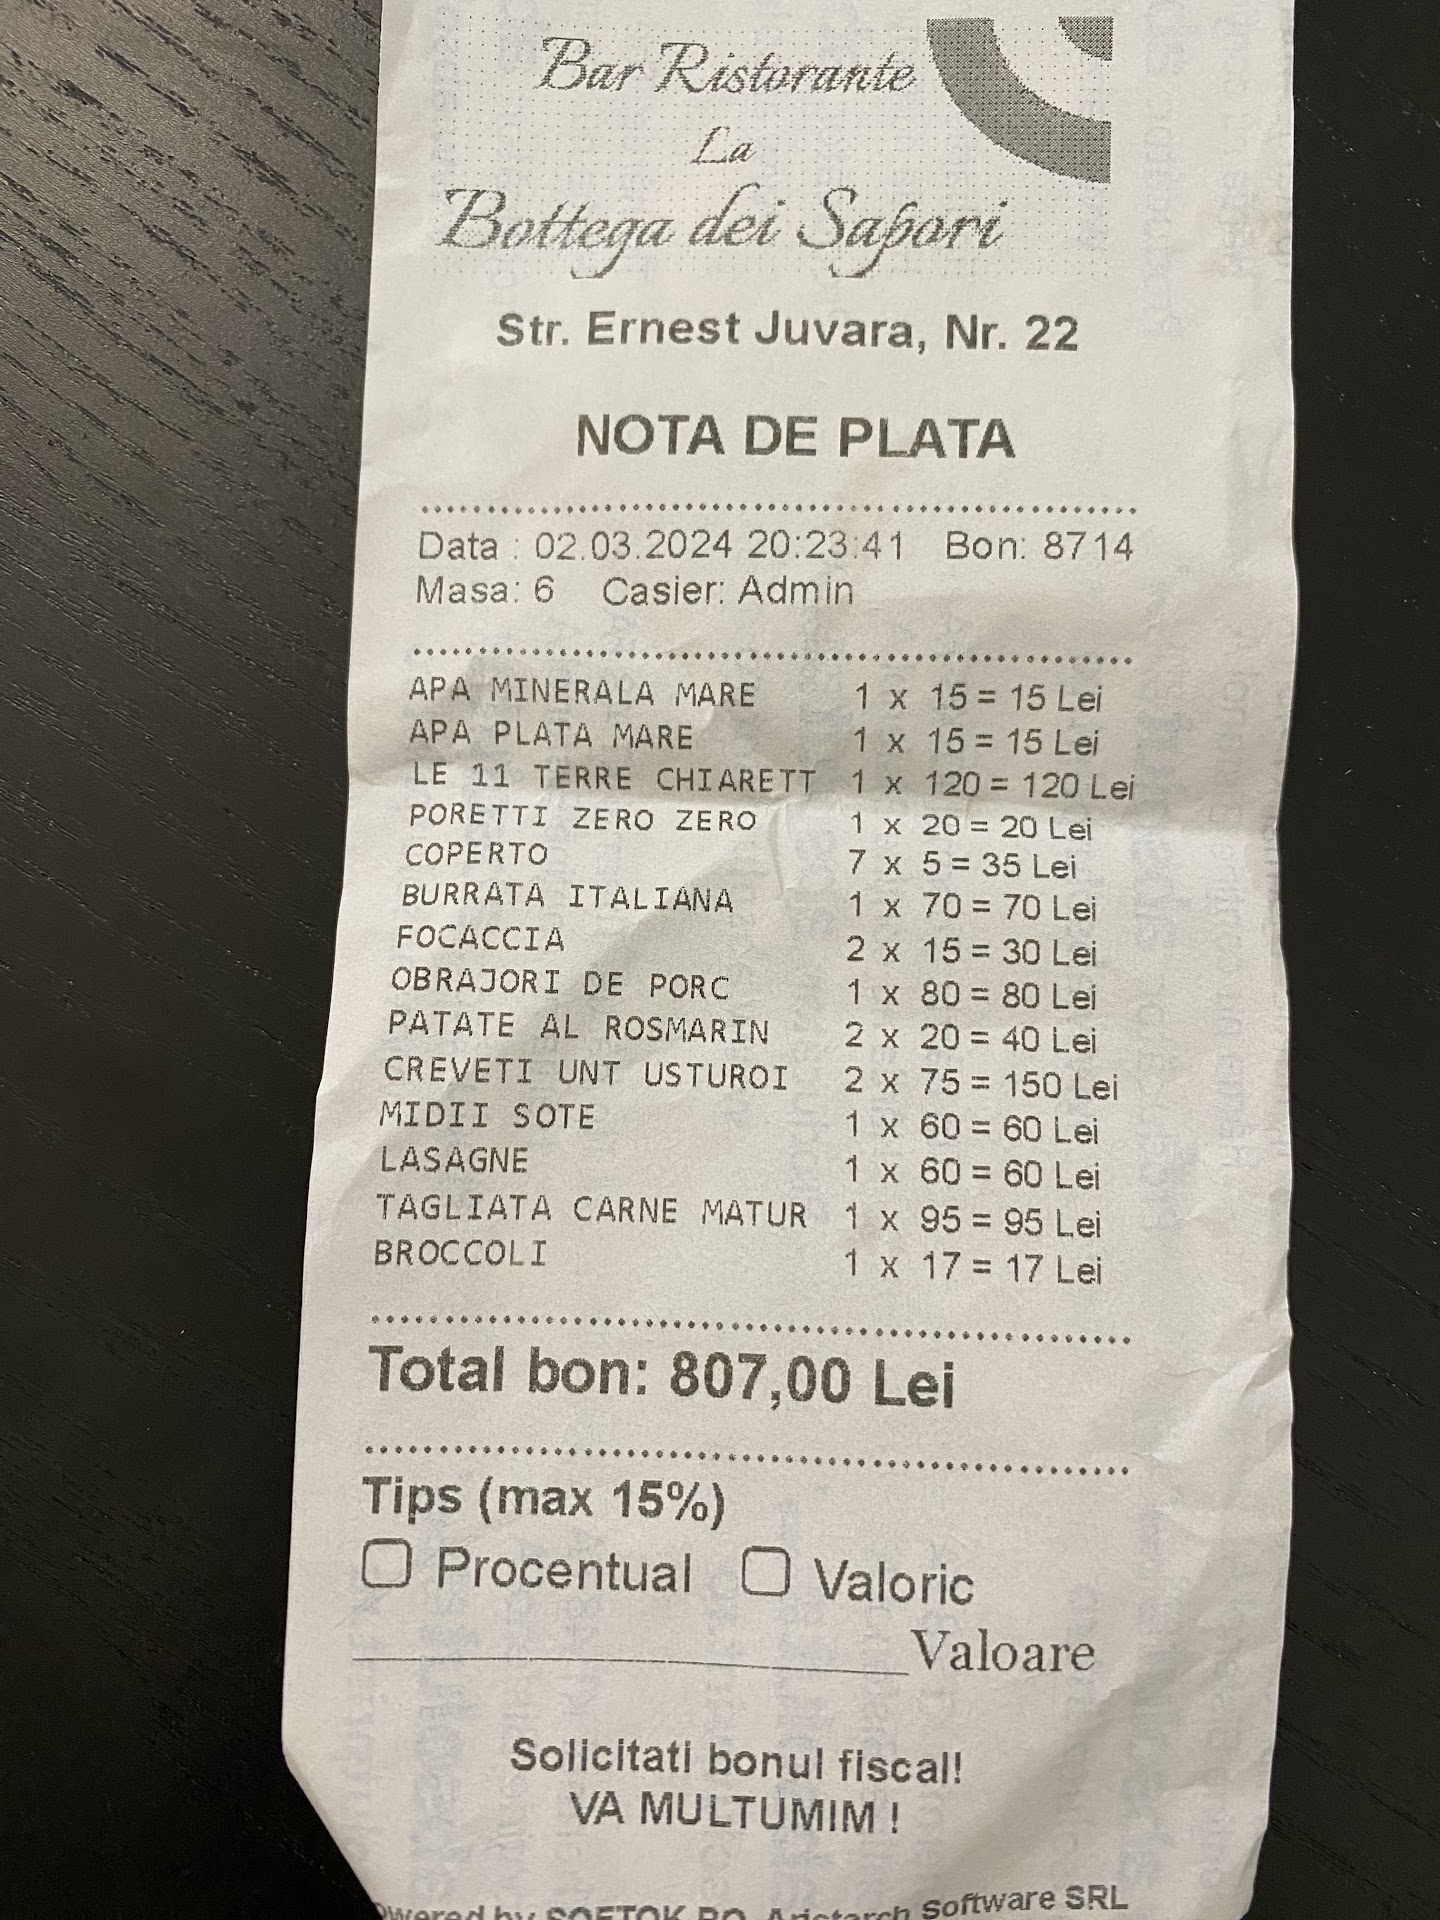 Bar Ristorante
La
Bottega dei Sapori
Str. Ernest Juvara, Nr. 22
NOTA DE PLATA
Data : 02.03.2024 20:23:41 Bon: 8714
Masa: 6 Casier: Admin
APA MINERALA MARE 1 x 15 = 15 Lei
APA PLATA MARE 1 x 15 = 15 Lei
LE 11 TERRE CHIARETT 1 x 120 = 120 Lei
PORETTI ZERO ZERO 1 x 20 = 20 Lei
COPERTO 7 x 5 = 35 Lei
BURRATA ITALIANA 1 x 70 = 70 Lei
FOCACCIA 2 x 15 = 30 Lei
OBRAJORI DE PORC 1 x 80 = 80 Lei
PATATE AL ROSMARIN 2 x 20 = 40 Lei
CREVETI UNT USTUROI 2 x 75 = 150 Lei
MIDII SOTE 1 x 60 = 60 Lei
LASAGNE 1 x 60 = 60 Lei
TAGLIATA CARNE MATUR 1 x 95 = 95 Lei
BROCCOLI 1 x 17 = 17 Lei
Total bon: 807,00 Lei
Tips (max 15%)
Procentual Valoric
Valoare
Solicitati bonul fiscal!
VA MULTUMIM !
by SOFTOK RO, Aristarch Software SRL